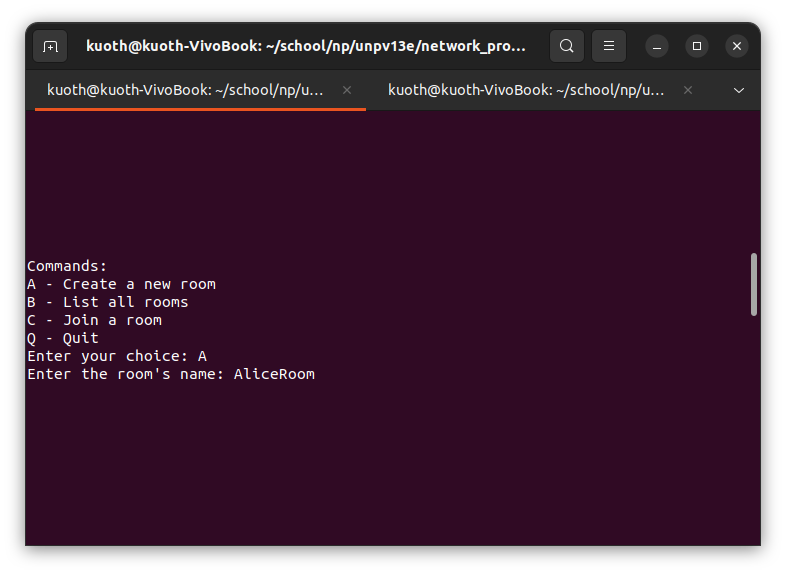 kuoth@kuoth-VivoBook: ~/school/np/unpv13e/network_pro...
kuoth@kuoth-VivoBook: ~/school/np/u...
kuoth@kuoth-VivoBook: ~/school/np/u...
Commands:
A - Create a new room
B - List all rooms
C - Join a room
Q - Quit
Enter your choice: A
Enter the room's name: AliceRoom